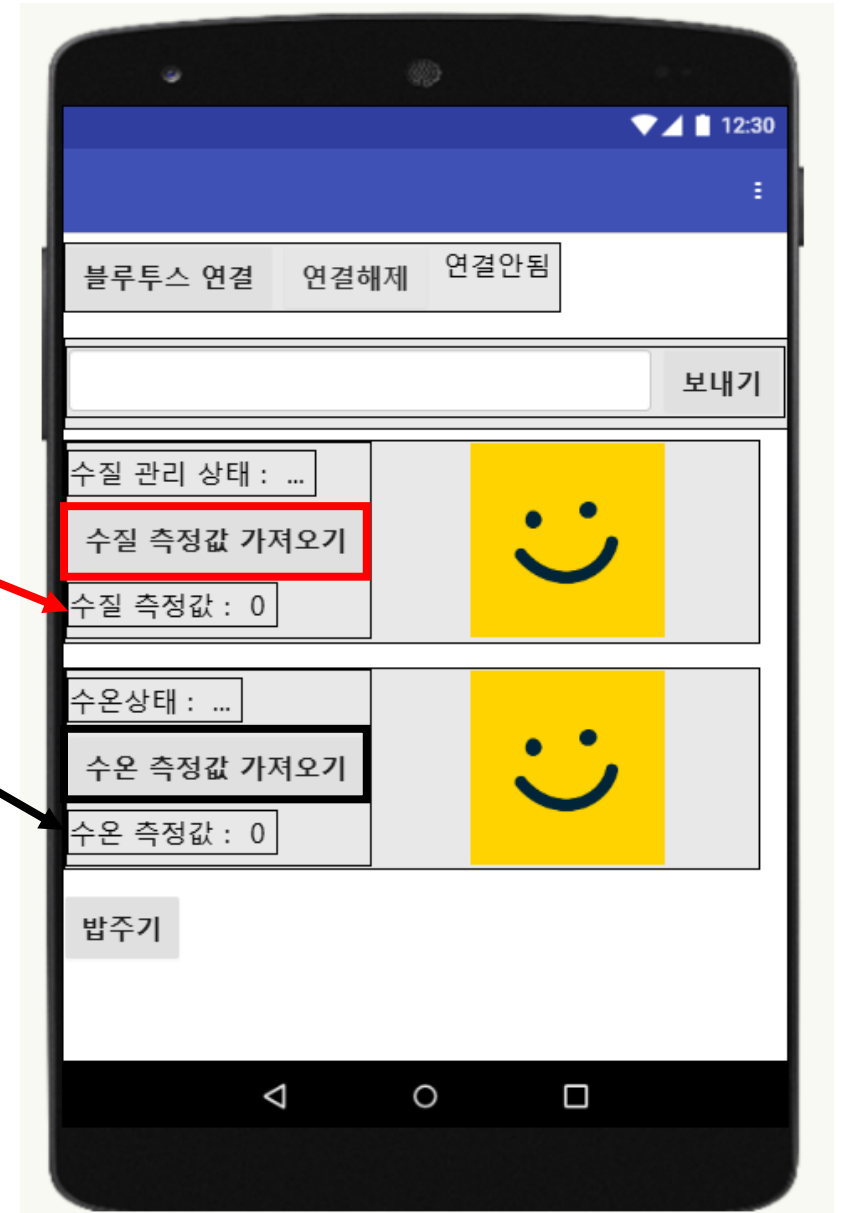 12:30
블루투스 연결 연결해제 연결안됨
보내기
수질 관리 상태 : ...
수질 측정값 가져오기
수질 측정값 : 0
수온상태 : ...
수온 측정값 가져오기
수온 측정값 : 0
밥주기